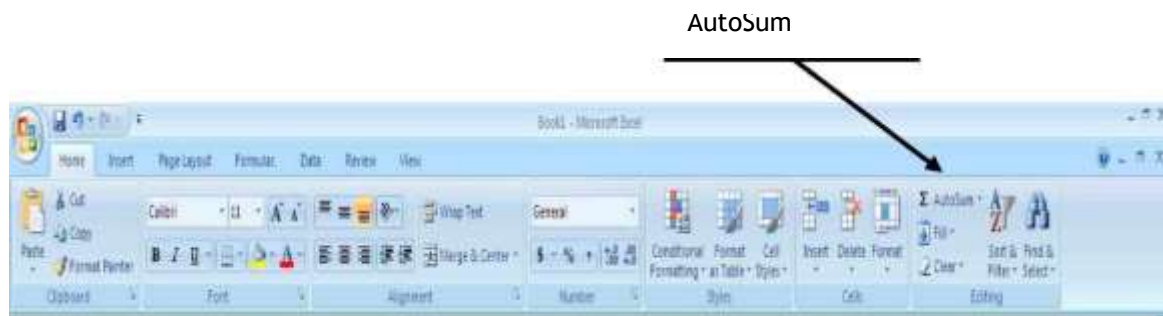 AutoSum
Book1 - Microsoft Excel
Home Insert Page Layout Formulas Data Review View
Cut
Copy
Paste
Format Painter
Calibri 11 A A
B I U A
Wrap Text
Merge & Center
General
$ % ,
Conditional Formatting
Format as Table
Cell Styles
Insert Delete Format
Σ AutoSum
Fill
Clear
Sort & Filter
Find & Select
Clipboard Font Alignment Number Styles Cells Editing